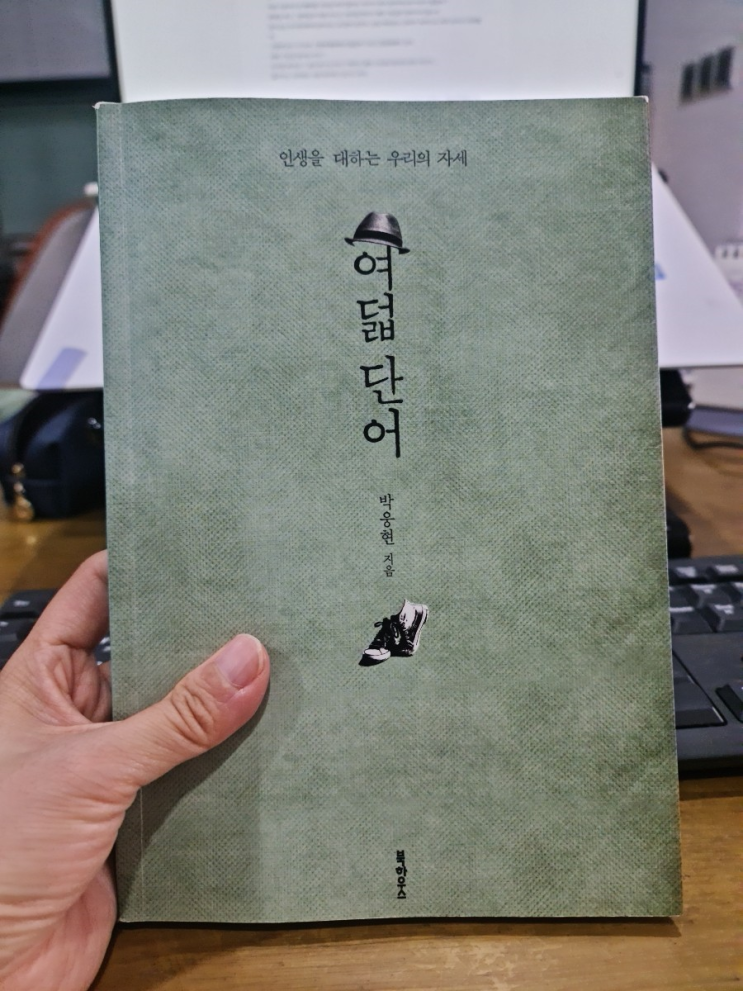 인생을 대하는 우리의 자세
여덟 단어
박웅현 지음
북하우스